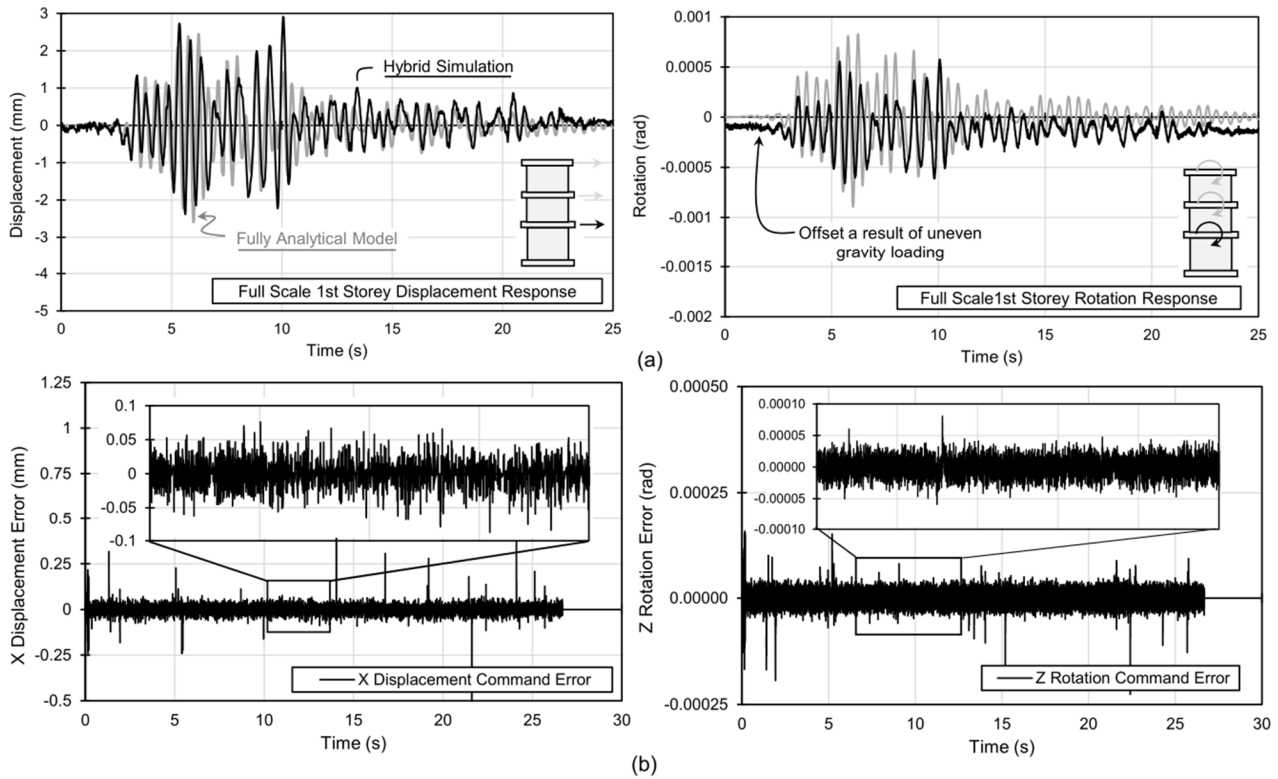 3
2
1
0
-1
-2
-3
-4
-5
Displacement (mm)
Hybrid Simulation
Fully Analytical Model
Full Scale 1st Storey Displacement Response
0 5 10 15 20 25
Time (s)
0.001
0.0005
0
-0.0005
-0.001
-0.0015
-0.002
Rotation (rad)
Offset a result of uneven
gravity loading
Full Scale1st Storey Rotation Response
0 5 10 15 20 25
Time (s)
(a)
1.25
1
0.75
0.5
0.25
0
-0.25
-0.5
X Displacement Error (mm)
0.1
0.05
0
-0.05
-0.1
X Displacement Command Error
0 5 10 15 20 25 30
Time (s)
0.00050
0.00025
0.00000
-0.00025
Z Rotation Error (rad)
0.00010
0.00005
0.00000
-0.00005
-0.00010
Z Rotation Command Error
0 5 10 15 20 25 30
Time (s)
(b)